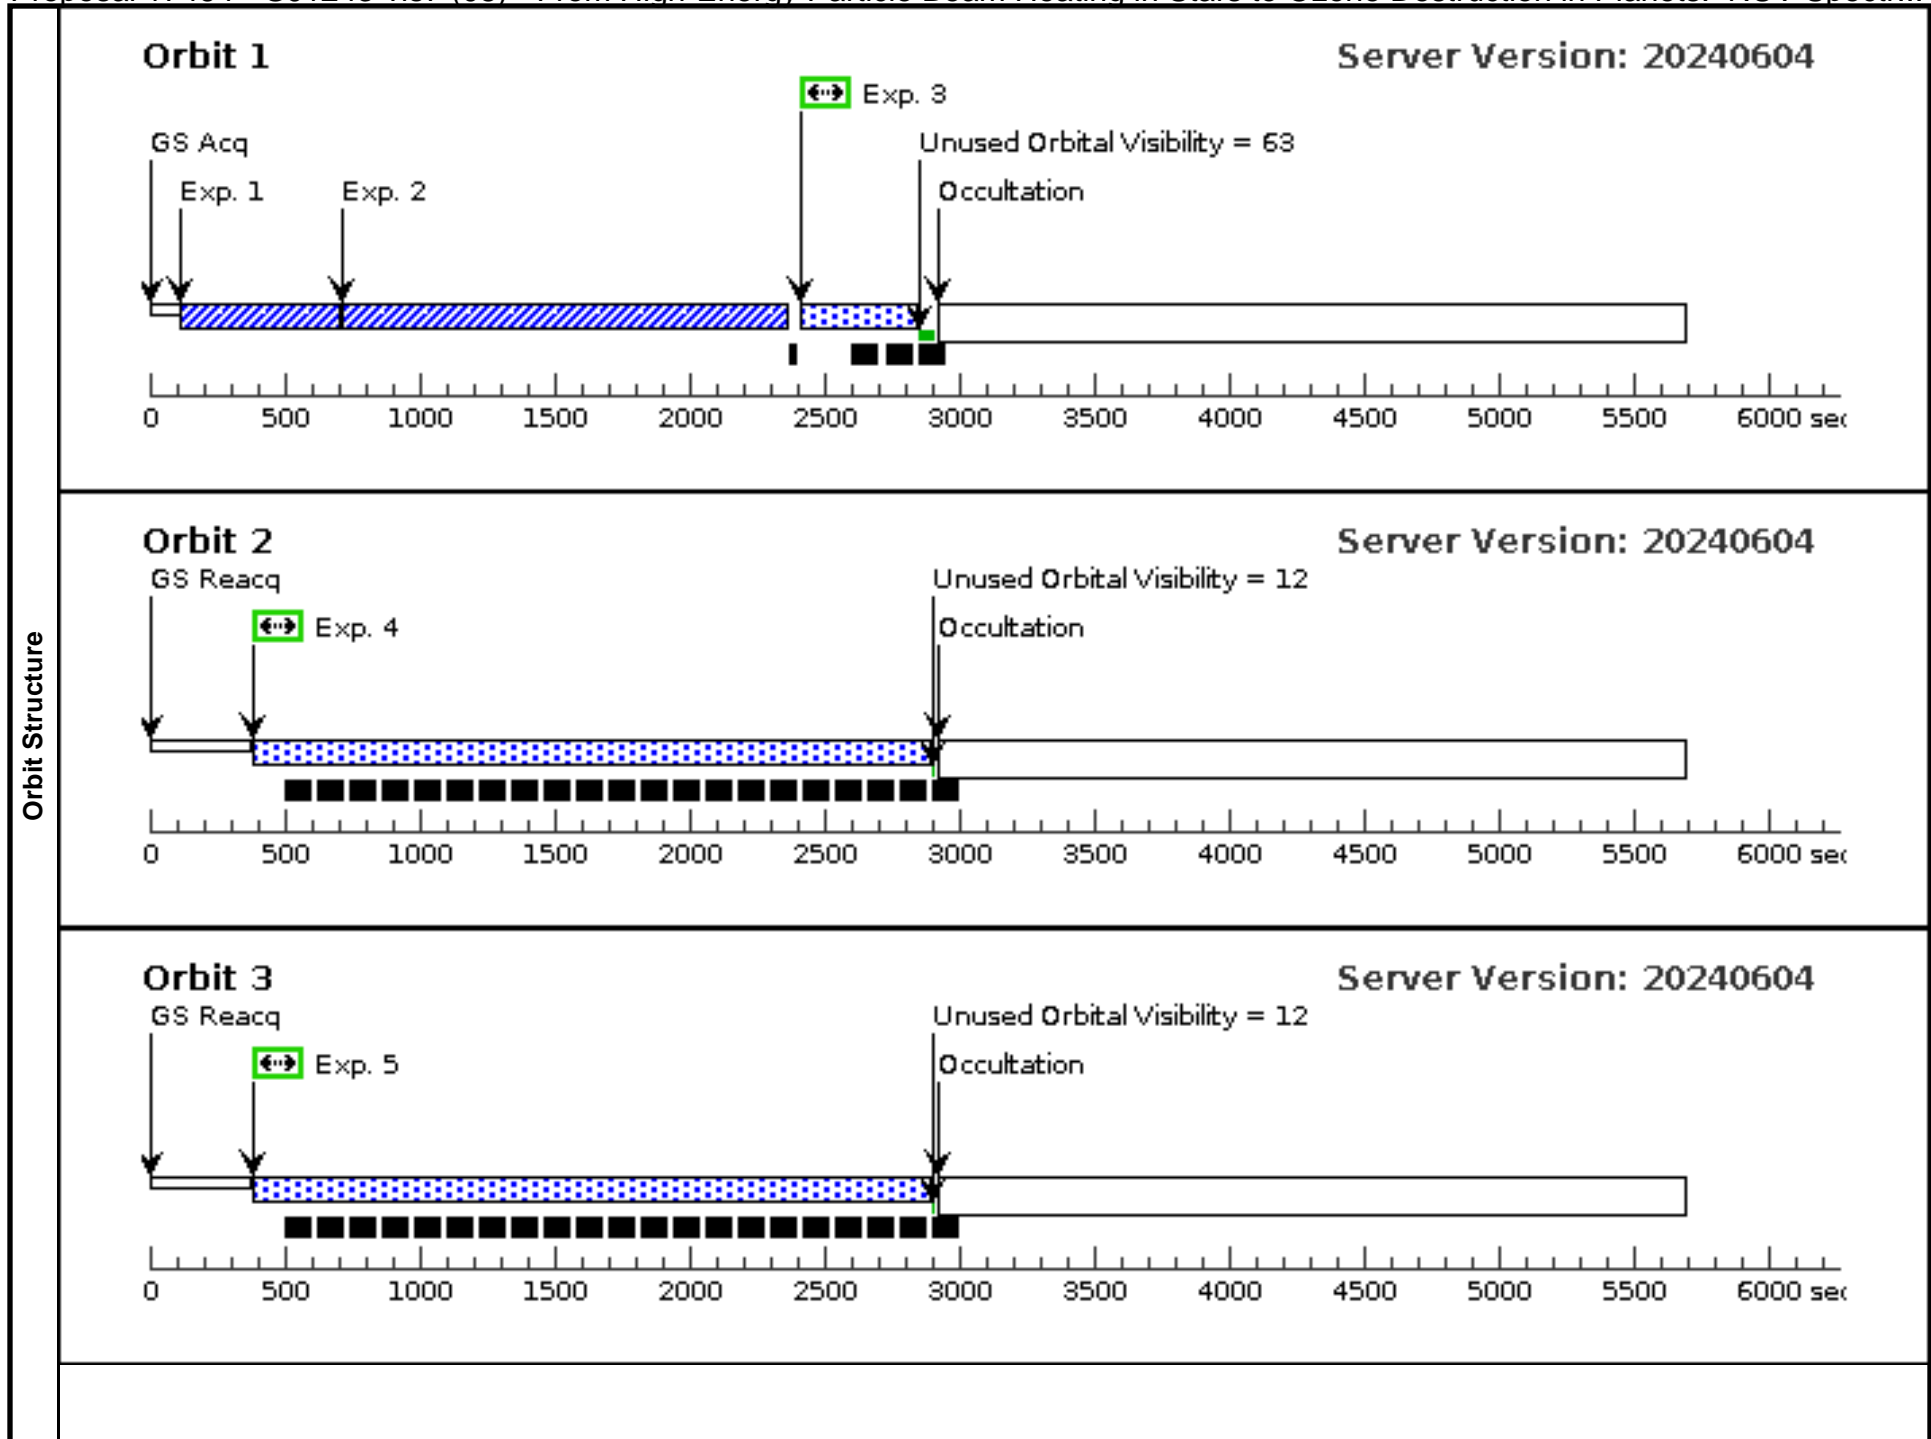 Orbit Structure
Orbit 1 Server Version: 20240604
Exp. 3
GS Acq Unused Orbital Visibility = 63
Exp. 1 Exp. 2 Occultation
0 500 1000 1500 2000 2500 3000 3500 4000 4500 5000 5500 6000
Orbit 2 Server Version: 20240604
GS Reacq Unused Orbital Visibility = 12
Exp. 4 Occultation
0 500 1000 1500 2000 2500 3000 3500 4000 4500 5000 5500 6000
Orbit 3 Server Version: 20240604
GS Reacq Unused Orbital Visibility = 12
Exp. 5 Occultation
0 500 1000 1500 2000 2500 3000 3500 4000 4500 5000 5500 6000